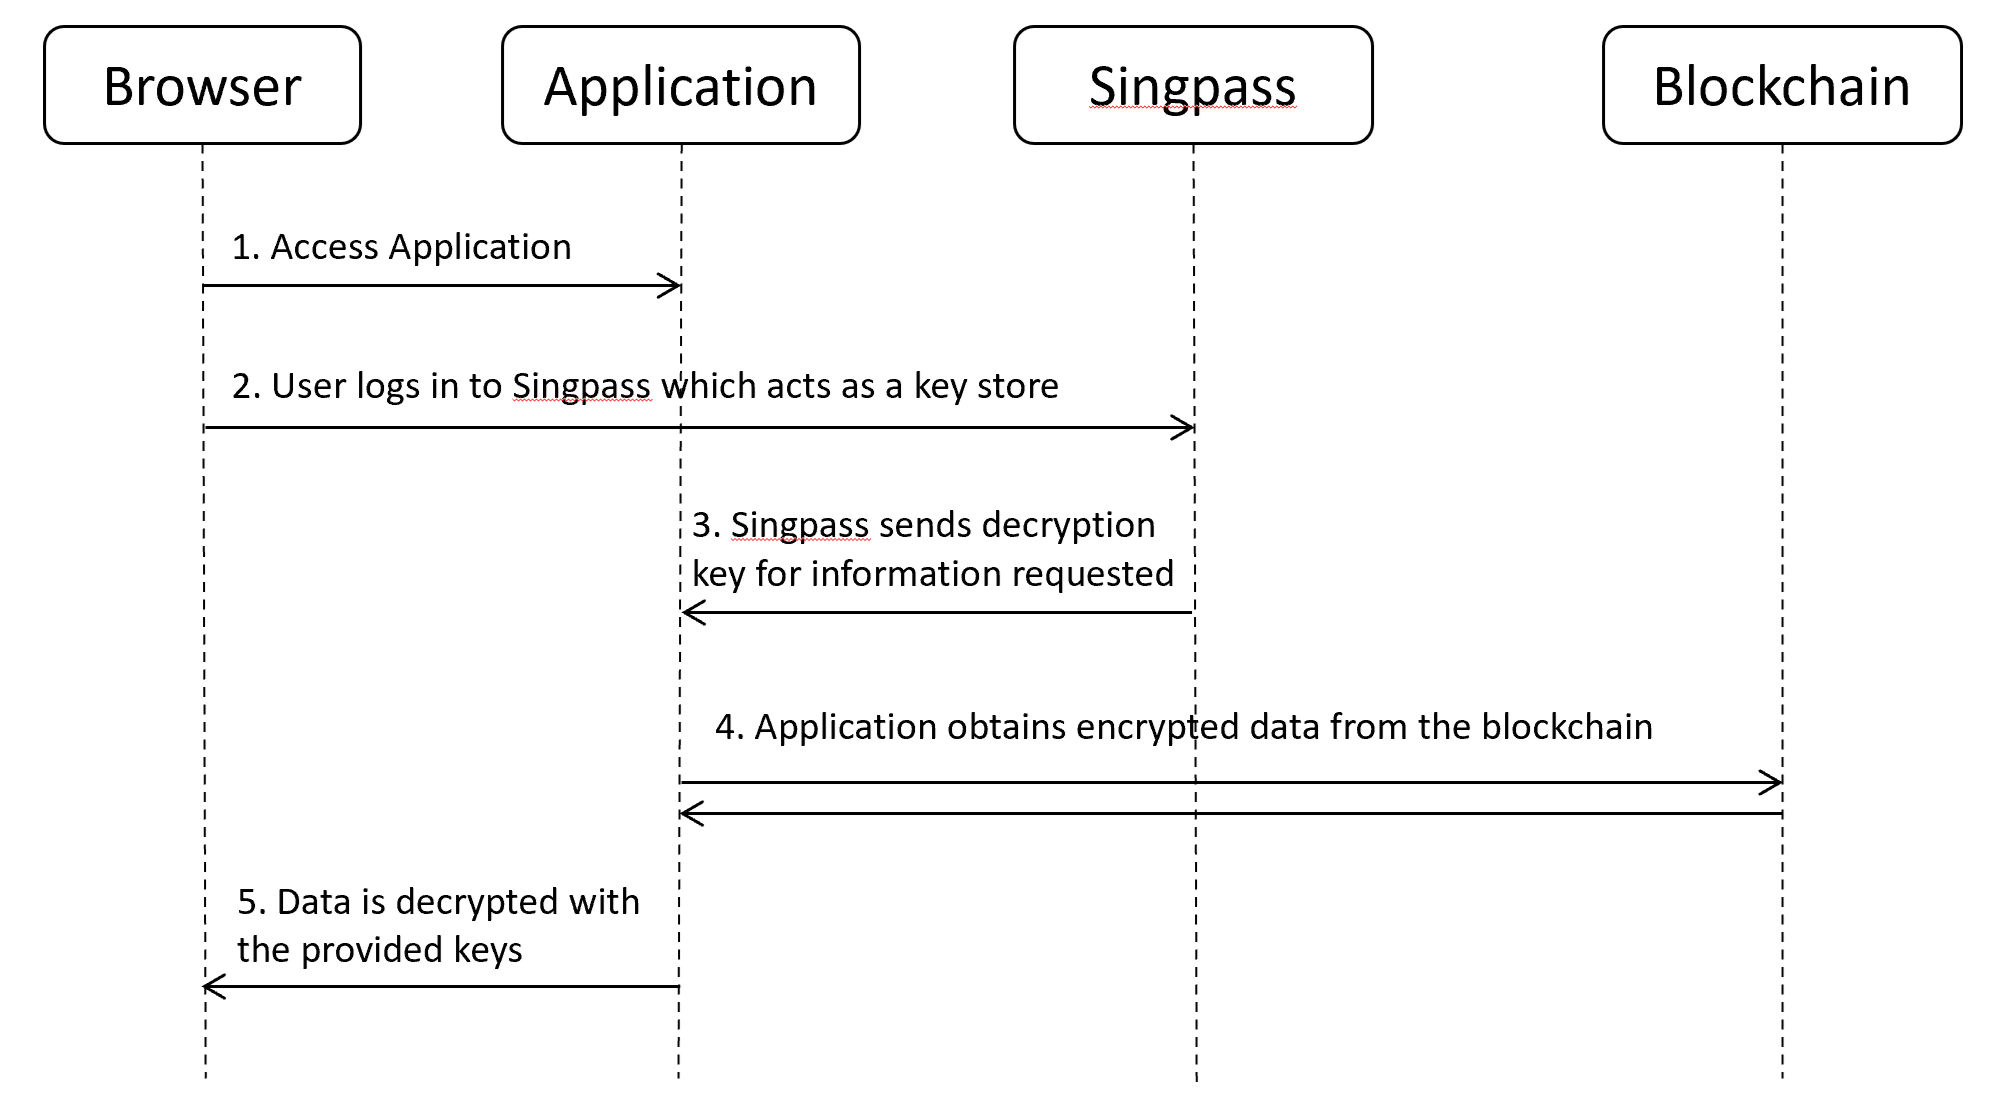 Browser
Application
Singpass
Blockchain
1. Access Application
2. User logs in to Singpass which acts as a key store
3. Singpass sends decryption
key for information requested
4. Application obtains encrypted data from the blockchain
5. Data is decrypted with
the provided keys